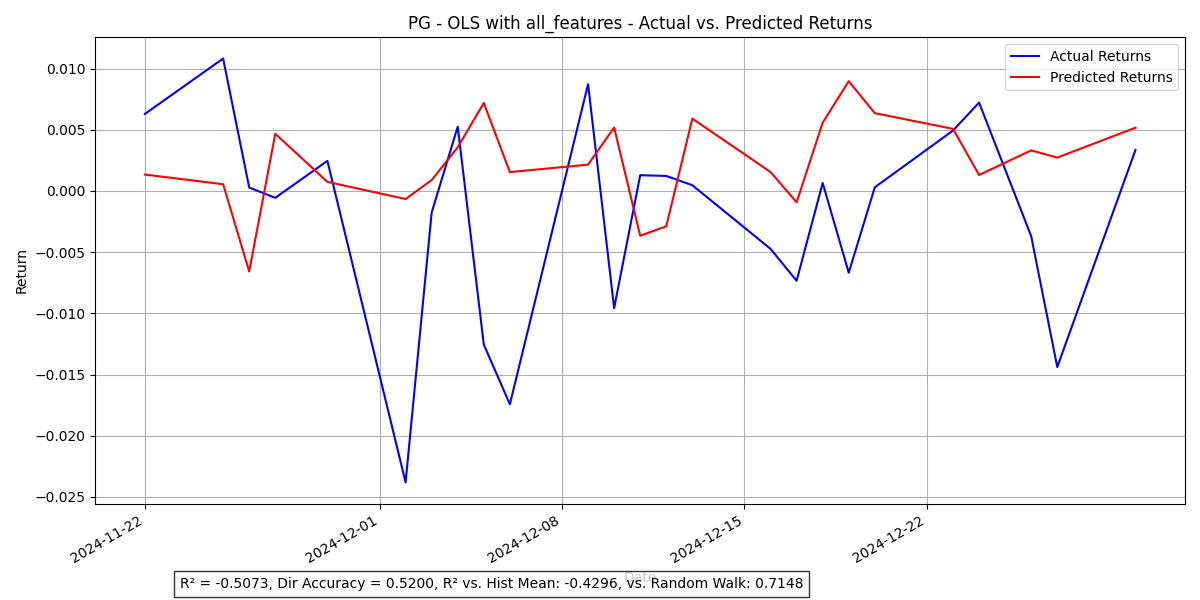 PG - OLS with all_features - Actual vs. Predicted Returns
Actual Returns
Predicted Returns
Return
0.010
0.005
0.000
−0.005
−0.010
−0.015
−0.020
−0.025
2024-11-22
2024-12-01
2024-12-08
2024-12-15
2024-12-22
Date
R² = -0.5073, Dir Accuracy = 0.5200, R² vs. Hist Mean: -0.4296, vs. Random Walk: 0.7148